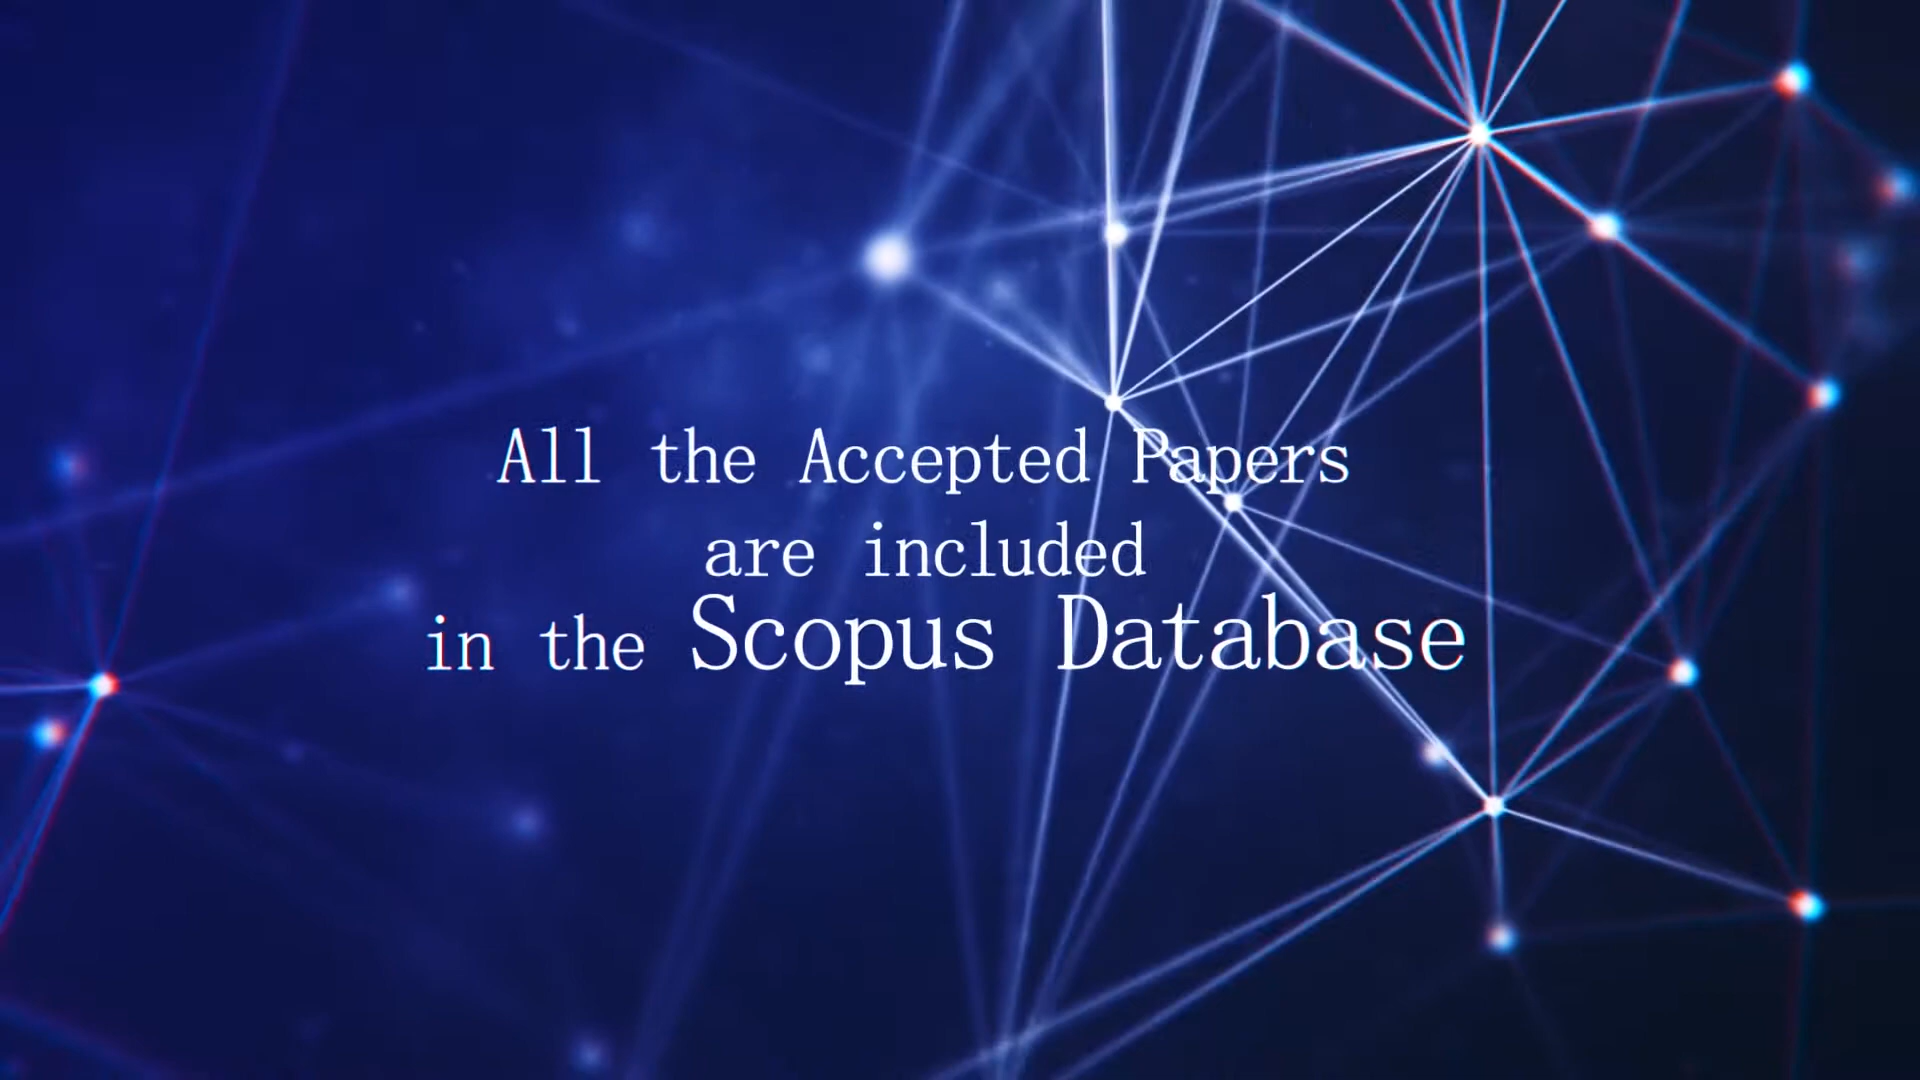 All the Accepted Papers
are included
in the Scopus Database